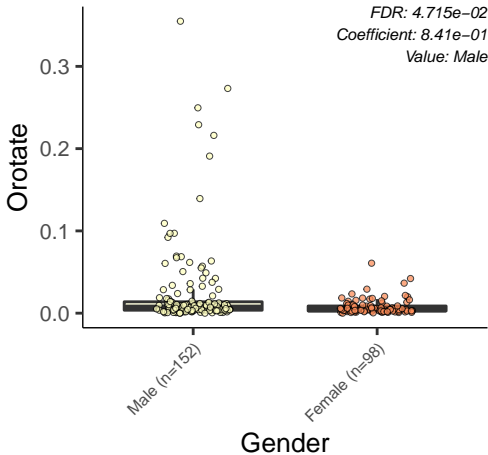 FDR: 4.715e−02
Coefficient: 8.41e−01
Value: Male
Orotate
0.3
0.2
0.1
0.0
Male (n=152)
Female (n=98)
Gender